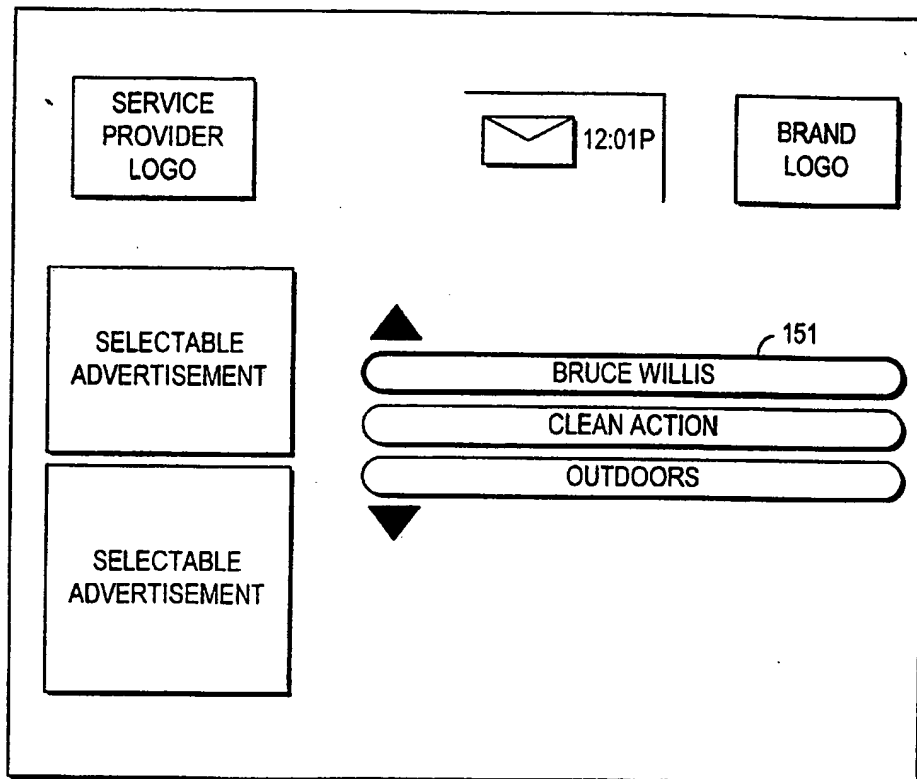 SERVICE
PROVIDER
LOGO
12:01P
BRAND
LOGO
SELECTABLE
ADVERTISEMENT
151
BRUCE WILLIS
CLEAN ACTION
OUTDOORS
SELECTABLE
ADVERTISEMENT